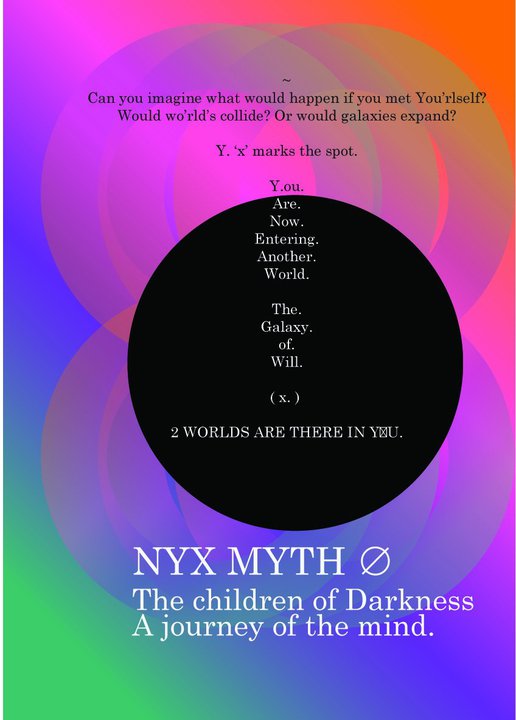 ~
Can you imagine what would happen if you met You'rlself?
Would wo'rld's collide? Or would galaxies expand?
Y. 'x' marks the spot.
Y.ou.
Are.
Now.
Entering.
Another.
World.
The.
Galaxy.
of.
Will.
( x. )
2 WORLDS ARE THERE IN Y☒U.
NYX MYTH ∅
The children of Darkness
A journey of the mind.